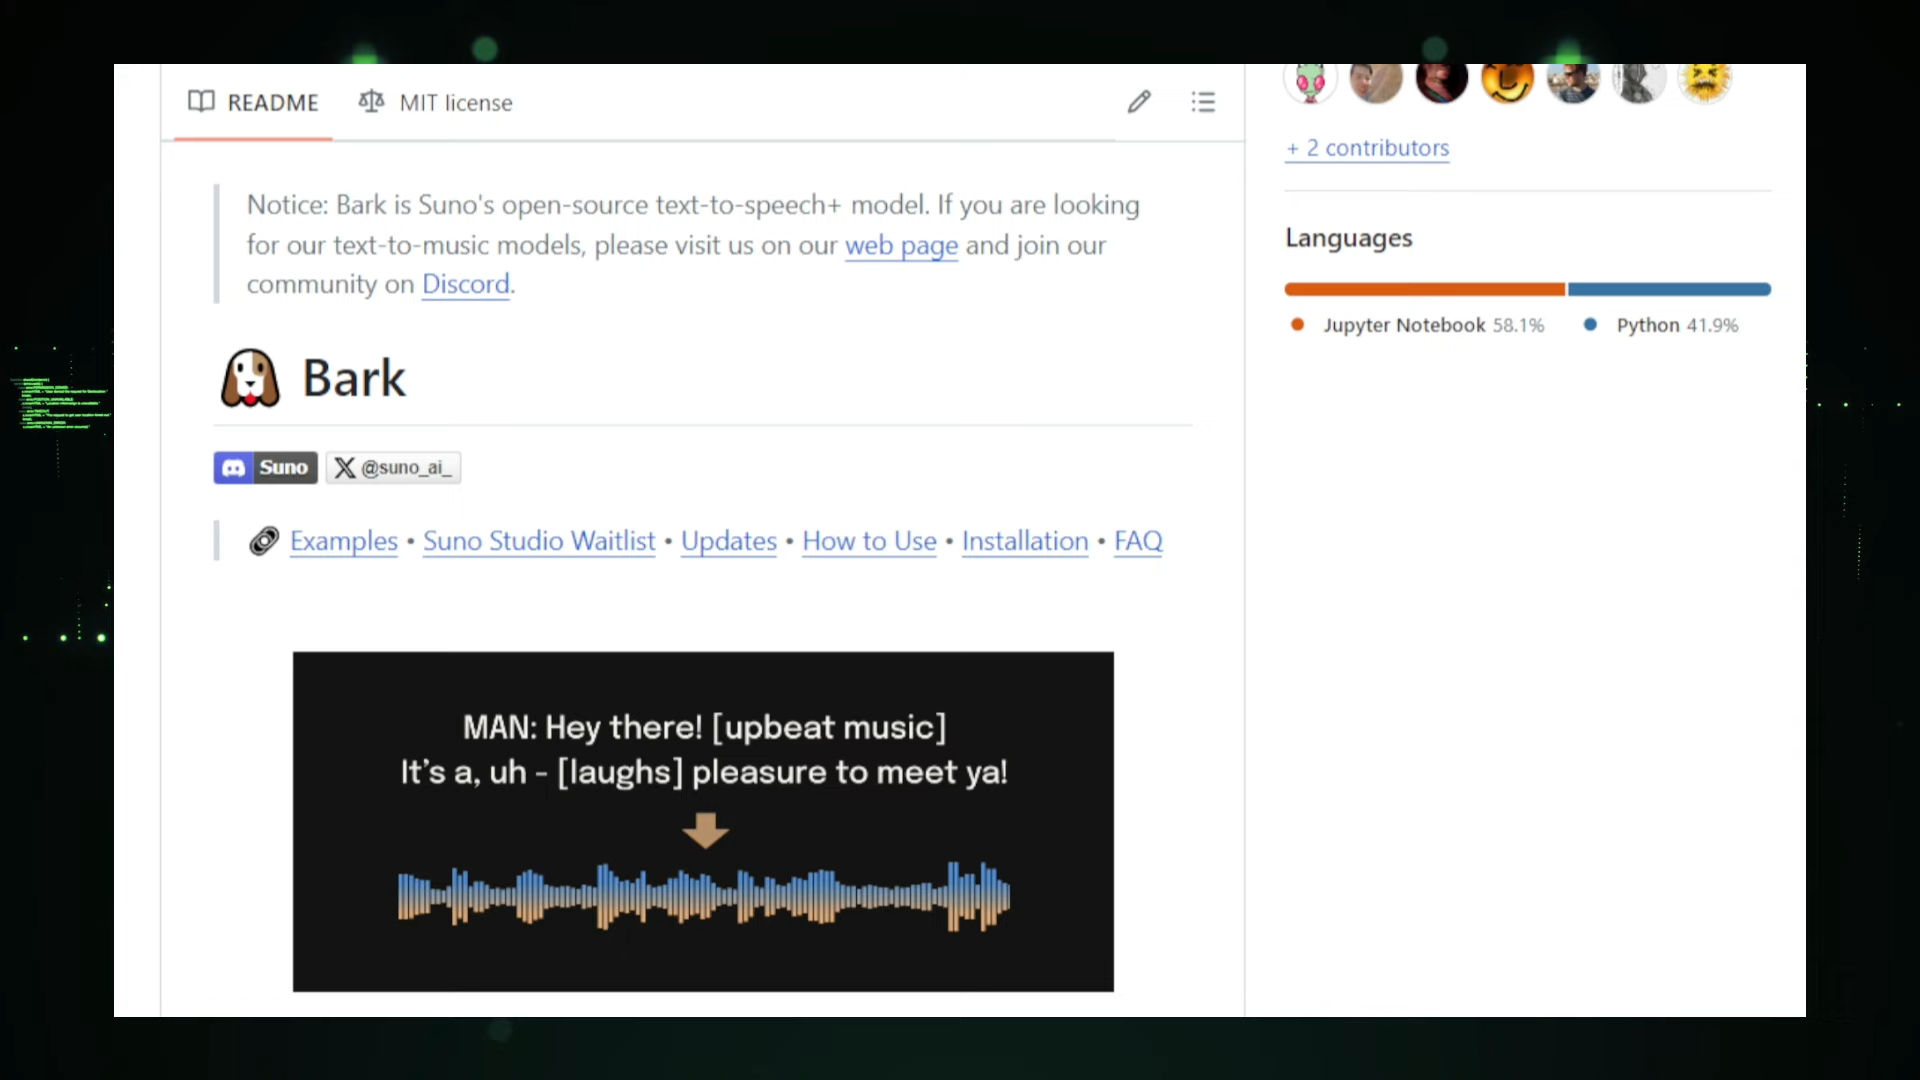 README
MIT license
Notice: Bark is Suno's open-source text-to-speech+ model. If you are looking
for our text-to-music models, please visit us on our web page and join our
community on Discord.
Bark
Suno
@suno_ai_
Examples • Suno Studio Waitlist • Updates • How to Use • Installation • FAQ
MAN: Hey there! [upbeat music]
It's a, uh - [laughs] pleasure to meet ya!
+ 2 contributors
Languages
Jupyter Notebook 58.1%
Python 41.9%